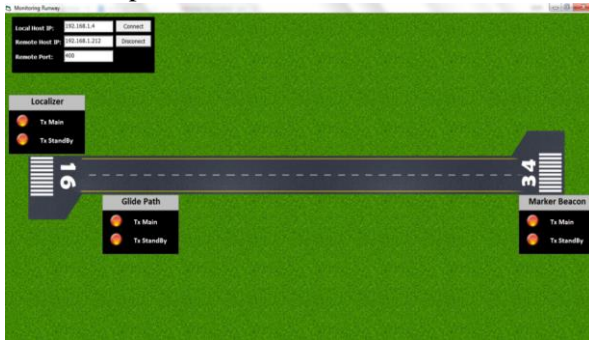 Monitoring Runway
Local Host IP: 192.168.1.4 Connect
Remote Host IP: 192.168.1.212 Disconect
Remote Port: 400
Localizer
Tx Main
Tx StandBy
16
34
Glide Path
Tx Main
Tx StandBy
Marker Beacon
Tx Main
Tx StandBy